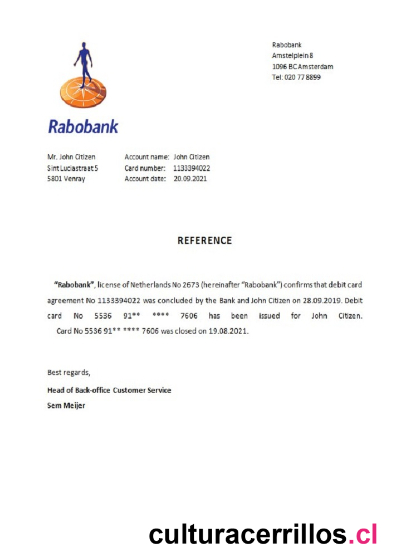 Rabobank
Amstelplein 8
1096 BC Amsterdam
Tel: 020 77 8899
Rabobank
Mr. John Citizen Account name: John Citizen
Sint Luciastraat 5 Card number: 1133394022
5801 Venray Account date: 20.09.2021
REFERENCE
"Rabobank", license of Netherlands No 2673 (hereinafter "Rabobank") confirms that debit card
agreement No 1133394022 was concluded by the Bank and John Citizen on 28.09.2019. Debit
card No 5536 91** **** 7606 has been issued for John Citizen.
Card No 5536 91** **** 7606 was closed on 19.08.2021.
Best regards,
Head of Back-office Customer Service
Sem Meijer
culturacerrillos.cl